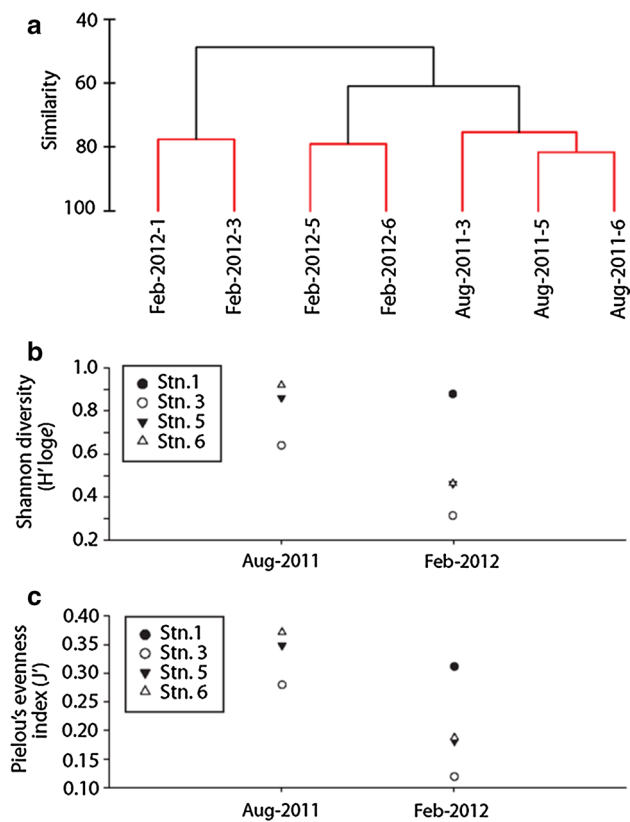 a
40
60
80
100
Similarity
Feb-2012-1
Feb-2012-3
Feb-2012-5
Feb-2012-6
Aug-2011-3
Aug-2011-5
Aug-2011-6
b
1.0
0.8
0.6
0.4
0.2
Shannon diversity
(H' loge)
Stn.1
Stn. 3
Stn. 5
Stn. 6
Aug-2011
Feb-2012
c
0.40
0.35
0.30
0.25
0.20
0.15
0.10
Pielou's evenness
index (J')
Stn.1
Stn. 3
Stn. 5
Stn. 6
Aug-2011
Feb-2012